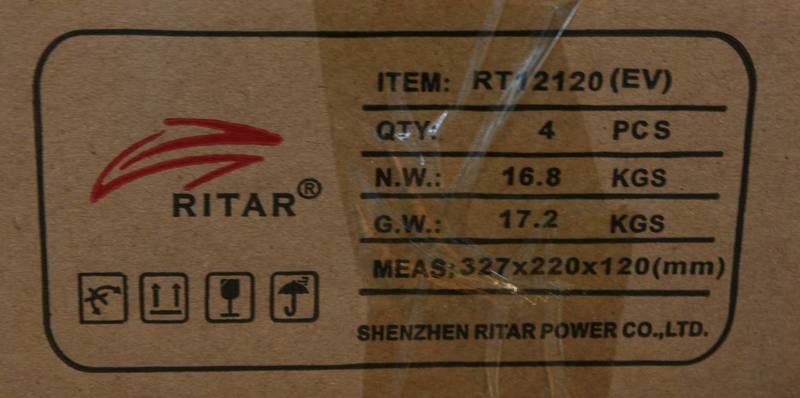 ITEM: RT12120(EV)
QTY: 4 PCS
N.W.: 16.8 KGS
G.W.: 17.2 KGS
MEAS: 327x220x120(mm)
RITAR®
SHENZHEN RITAR POWER CO.,LTD.